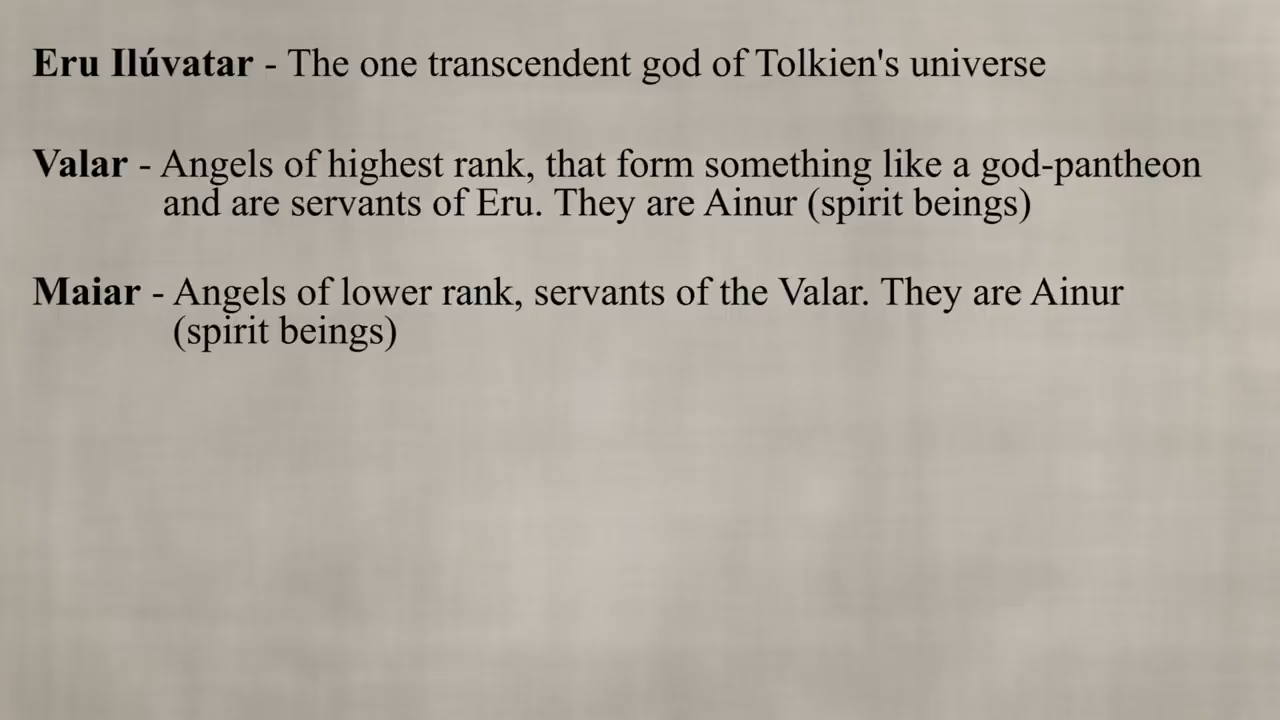 Eru Ilúvatar - The one transcendent god of Tolkien's universe
Valar - Angels of highest rank, that form something like a god-pantheon
and are servants of Eru. They are Ainur (spirit beings)
Maiar - Angels of lower rank, servants of the Valar. They are Ainur
(spirit beings)